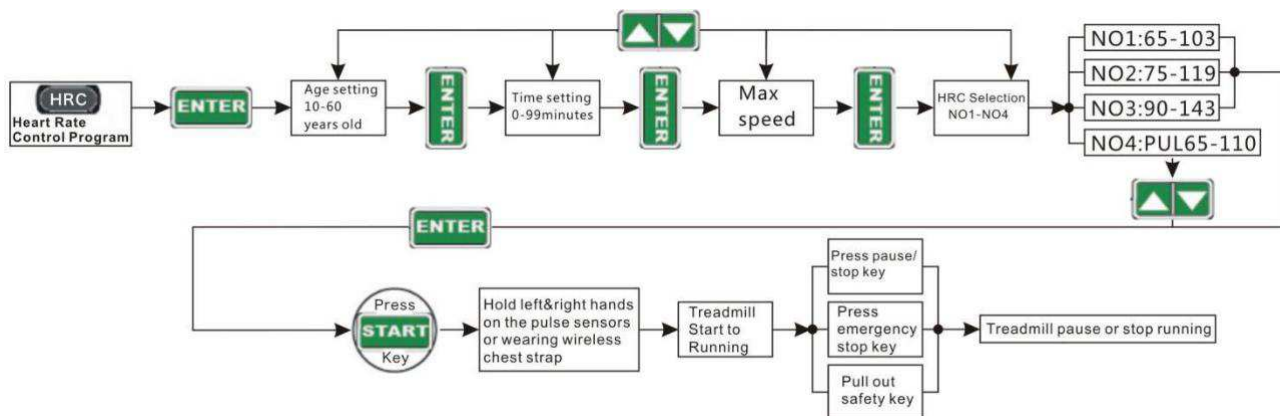 HRC
Heart Rate
Control Program
ENTER
Age setting
10-60
years old
ENTER
Time setting
0-99minutes
ENTER
Max
speed
ENTER
HRC Selection
NO1-NO4
NO1:65-103
NO2:75-119
NO3:90-143
NO4:PUL65-110
ENTER
Press
START
Key
Hold left&right hands
on the pulse sensors
or wearing wireless
chest strap
Treadmill
Start to
Running
Press pause/
stop key
Press
emergency
stop key
Pull out
safety key
Treadmill pause or stop running